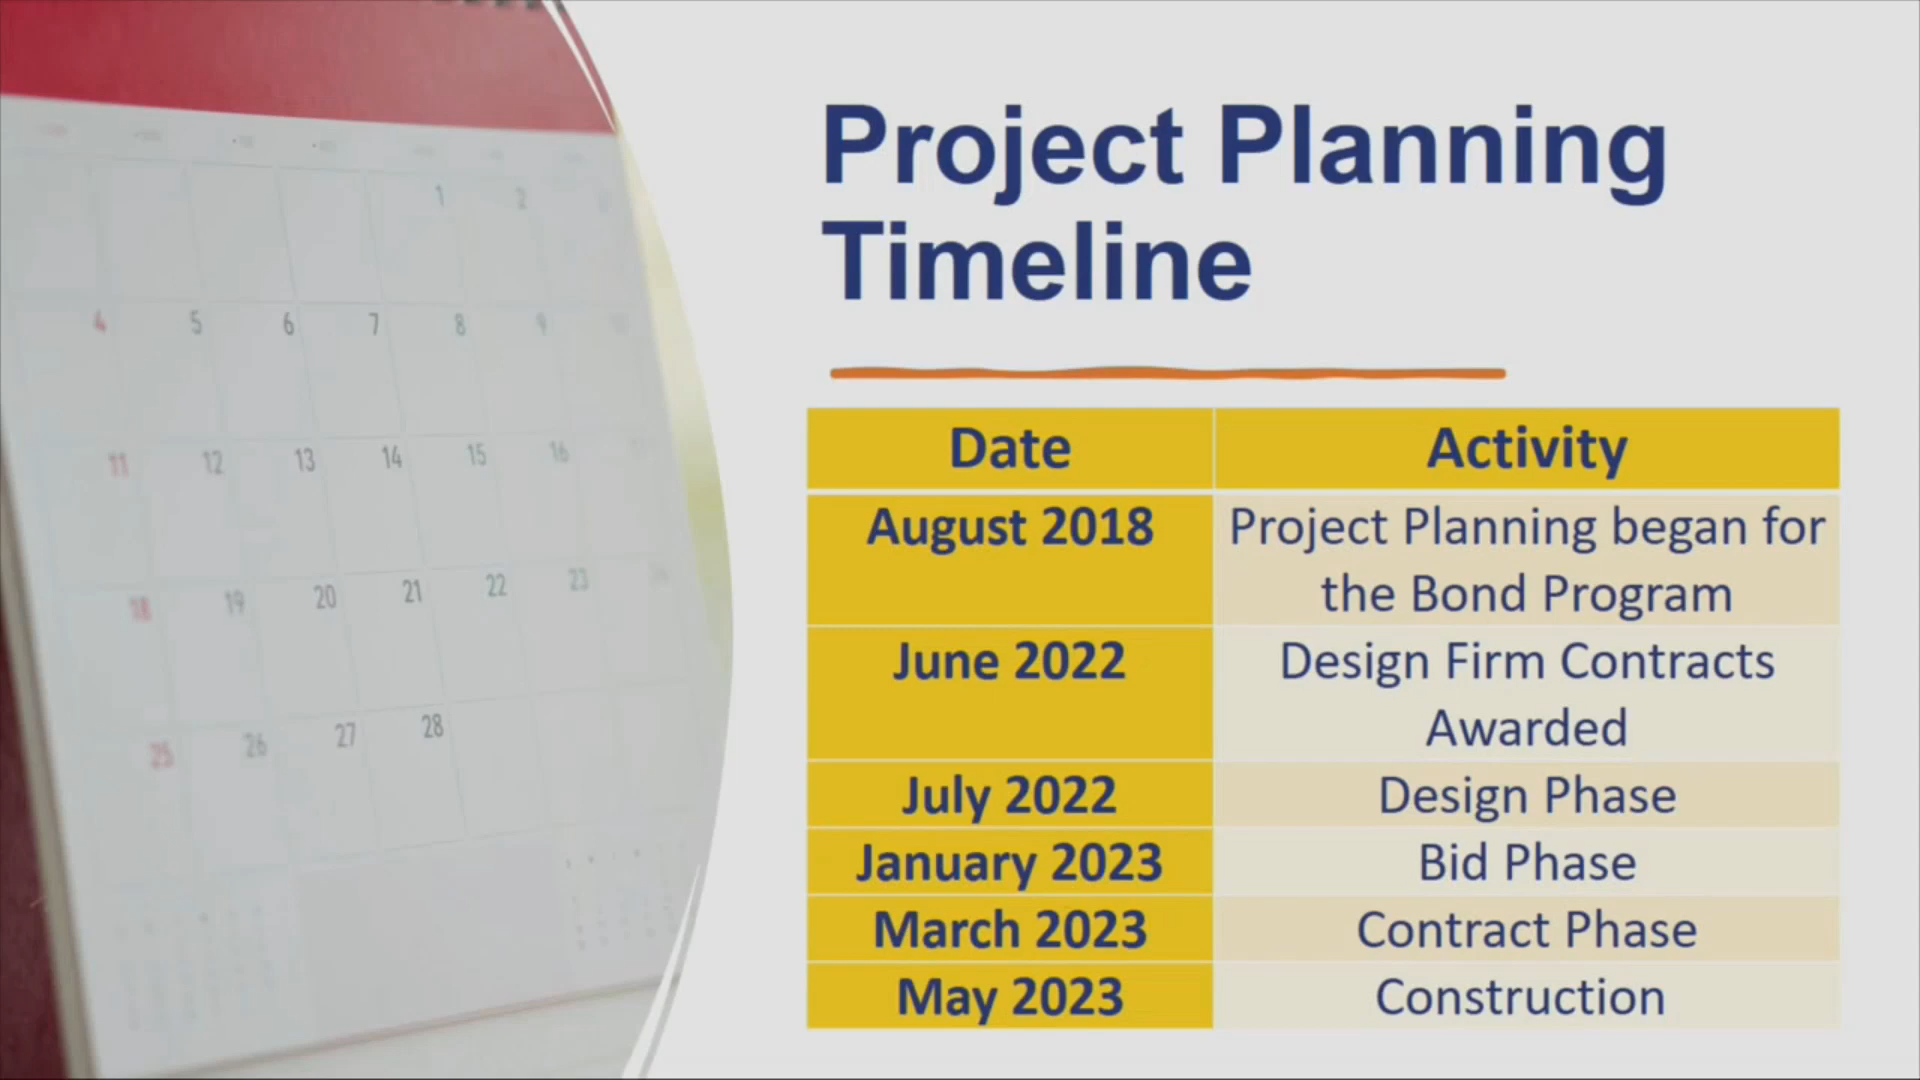 Project Planning
Timeline
Date Activity
August 2018 Project Planning began for
the Bond Program
June 2022 Design Firm Contracts
Awarded
July 2022 Design Phase
January 2023 Bid Phase
March 2023 Contract Phase
May 2023 Construction
1 2
4 5 6 7 8 9 10
11 12 13 14 15 16
18 19 20 21 22 23 24
25 26 27 28